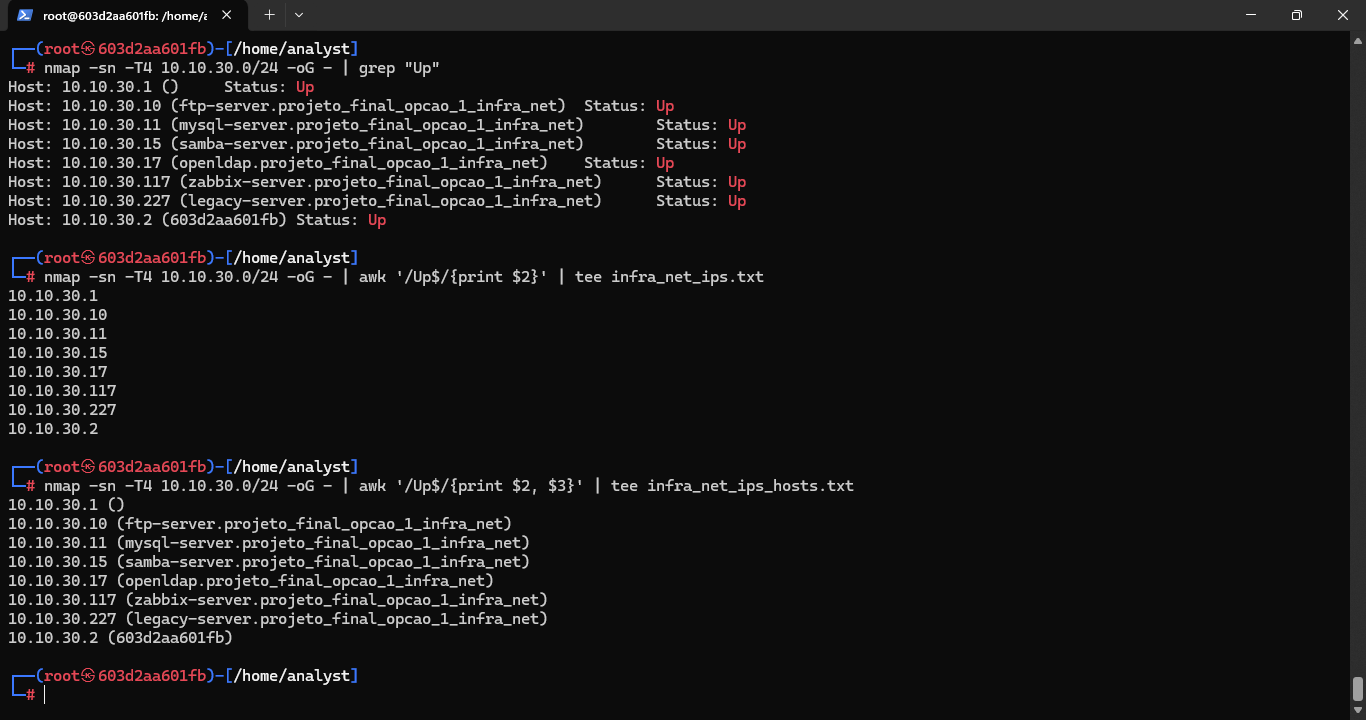 root@603d2aa601fb: /home/a
┌──(root㉿603d2aa601fb)-[/home/analyst]
└─# nmap -sn -T4 10.10.30.0/24 -oG - | grep "Up"
Host: 10.10.30.1 ()     Status: Up
Host: 10.10.30.10 (ftp-server.projeto_final_opcao_1_infra_net)  Status: Up
Host: 10.10.30.11 (mysql-server.projeto_final_opcao_1_infra_net)        Status: Up
Host: 10.10.30.15 (samba-server.projeto_final_opcao_1_infra_net)        Status: Up
Host: 10.10.30.17 (openldap.projeto_final_opcao_1_infra_net)    Status: Up
Host: 10.10.30.117 (zabbix-server.projeto_final_opcao_1_infra_net)      Status: Up
Host: 10.10.30.227 (legacy-server.projeto_final_opcao_1_infra_net)      Status: Up
Host: 10.10.30.2 (603d2aa601fb) Status: Up
┌──(root㉿603d2aa601fb)-[/home/analyst]
└─# nmap -sn -T4 10.10.30.0/24 -oG - | awk '/Up$/{print $2}' | tee infra_net_ips.txt
10.10.30.1
10.10.30.10
10.10.30.11
10.10.30.15
10.10.30.17
10.10.30.117
10.10.30.227
10.10.30.2
┌──(root㉿603d2aa601fb)-[/home/analyst]
└─# nmap -sn -T4 10.10.30.0/24 -oG - | awk '/Up$/{print $2, $3}' | tee infra_net_ips_hosts.txt
10.10.30.1 ()
10.10.30.10 (ftp-server.projeto_final_opcao_1_infra_net)
10.10.30.11 (mysql-server.projeto_final_opcao_1_infra_net)
10.10.30.15 (samba-server.projeto_final_opcao_1_infra_net)
10.10.30.17 (openldap.projeto_final_opcao_1_infra_net)
10.10.30.117 (zabbix-server.projeto_final_opcao_1_infra_net)
10.10.30.227 (legacy-server.projeto_final_opcao_1_infra_net)
10.10.30.2 (603d2aa601fb)
┌──(root㉿603d2aa601fb)-[/home/analyst]
└─#